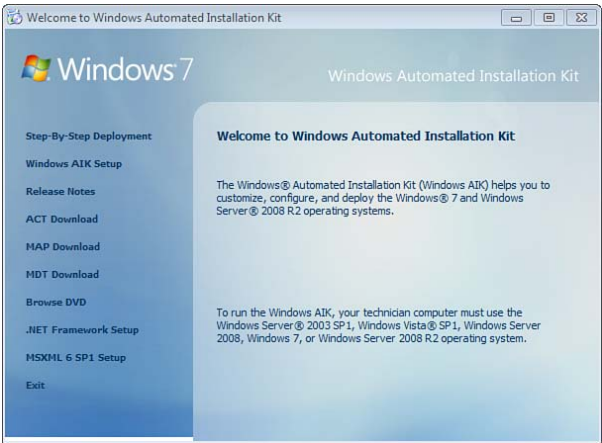 Welcome to Windows Automated Installation Kit
Windows® 7
Windows Automated Installation Kit
Step-By-Step Deployment
Windows AIK Setup
Release Notes
ACT Download
MAP Download
MDT Download
Browse DVD
.NET Framework Setup
MSXML 6 SP1 Setup
Exit
Welcome to Windows Automated Installation Kit
The Windows® Automated Installation Kit (Windows AIK) helps you to
customize, configure, and deploy the Windows® 7 and Windows
Server® 2008 R2 operating systems.
To run the Windows AIK, your technician computer must use the
Windows Server® 2003 SP1, Windows Vista® SP1, Windows Server
2008, Windows 7, or Windows Server 2008 R2 operating system.